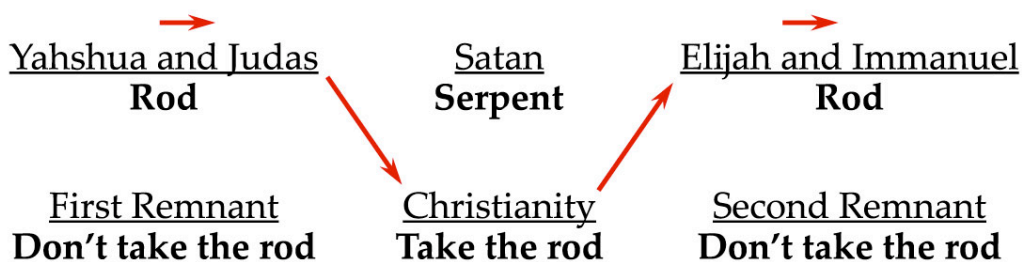 Yahshua and Judas Satan Elijah and Immanuel
Rod Serpent Rod
First Remnant Christianity Second Remnant
Don't take the rod Take the rod Don't take the rod